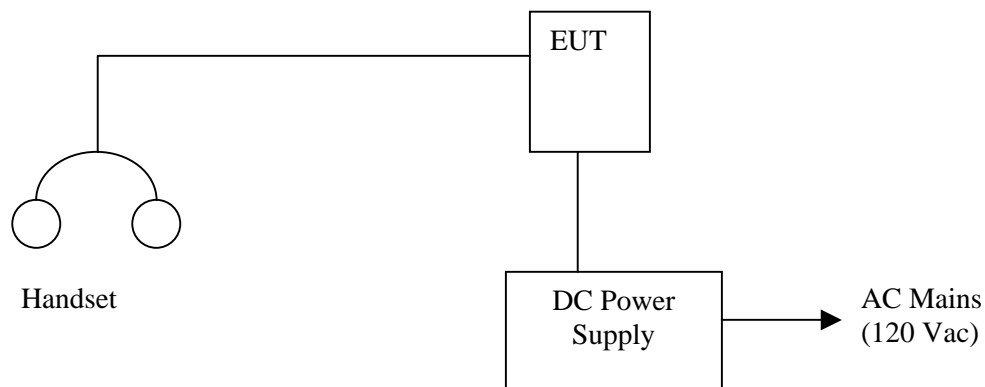 EUT
Handset
DC Power
Supply
AC Mains
(120 Vac)